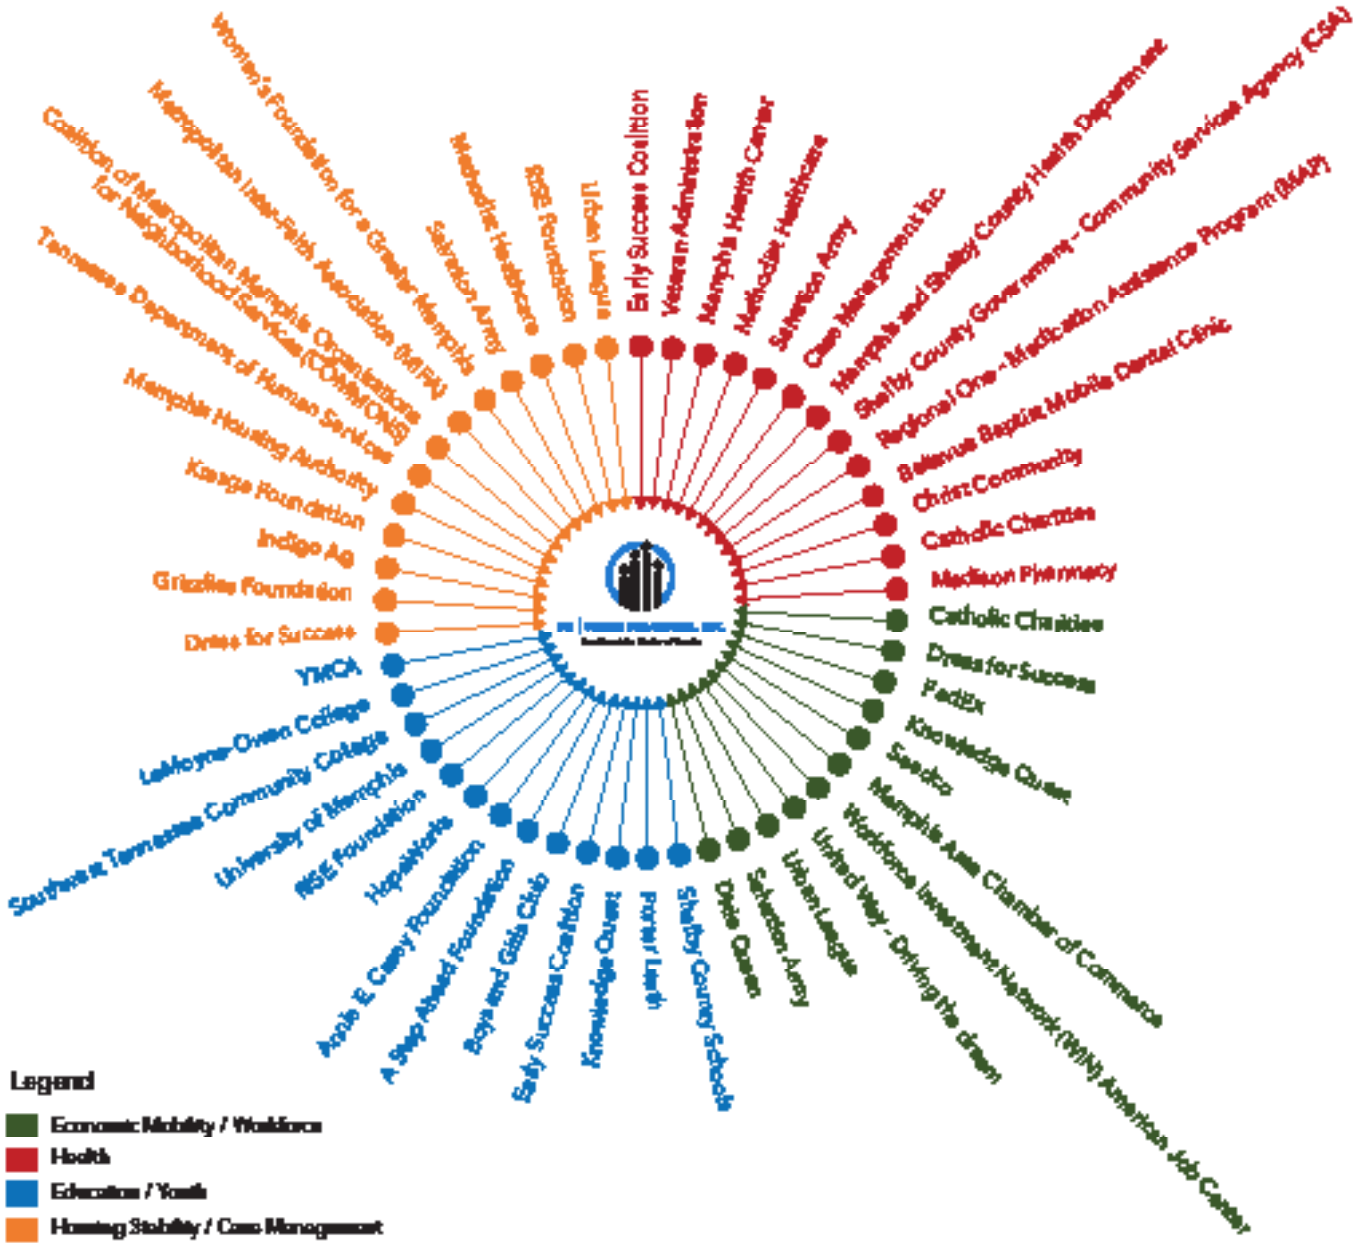 Early Success Coalition
Veteran Administration
Memphis Health Center
Methodist Healthcare
Salvation Army
Case Management Inc.
Memphis and Shelby County Health Department
Shelby County Government - Community Services Agency (CSA)
Regional One - Medication Assistance Program (MAP)
Bellevue Baptist Mobile Dental Clinic
Christ Community
Catholic Charities
Madison Pharmacy
Catholic Charities
Dress for Success
FedEx
Knowledge Quest
Seedco
Memphis Area Chamber of Commerce
Workforce Investment Network (WIN) American Job Center
United Way - Driving the dream
Urban League
Salvation Army
Dixie Queen
Shelby County Schools
Porter Leath
Knowledge Quest
Early Success Coalition
Boys and Girls Club
A Step Ahead Foundation
Annie E. Casey Foundation
HopeWorks
RISE Foundation
University of Memphis
Southwest Tennessee Community College
LeMoyne-Owen College
YMCA
Dress for Success
Grizzlies Foundation
Indigo Ag
Kresge Foundation
Memphis Housing Authority
Tennessee Department of Human Services
Coalition of Metropolitan Memphis Organizations
for Neighborhood Services (COMMONS)
Metropolitan Inter-Faith Association (MIFA)
Women's Foundation for a Greater Memphis
Salvation Army
Methodist Healthcare
RISE Foundation
Urban League
Legend
Economic Mobility / Workforce
Health
Education / Youth
Housing Stability / Case Management